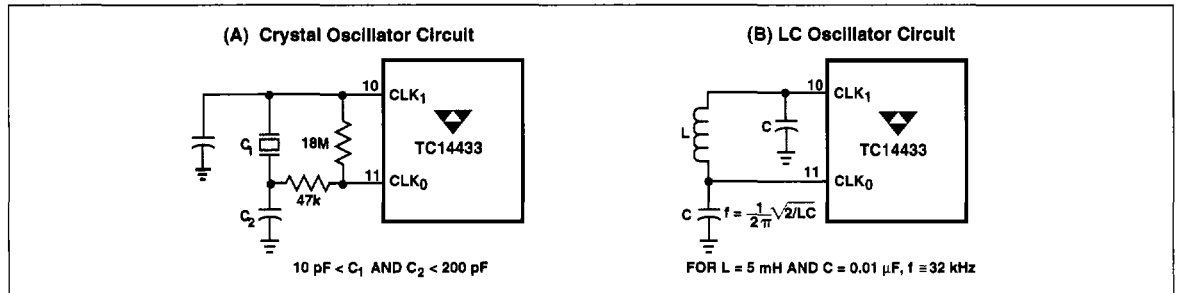 (A) Crystal Oscillator Circuit
10
CLK₁
C₁
18M
TC14433
11
CLK₀
47k
C₂
10 pF < C₁ AND C₂ < 200 pF
(B) LC Oscillator Circuit
10
CLK₁
L
C
TC14433
11
CLK₀
C
f = 1/2π √2/LC
FOR L = 5 mH AND C = 0.01 μF, f ≅ 32 kHz